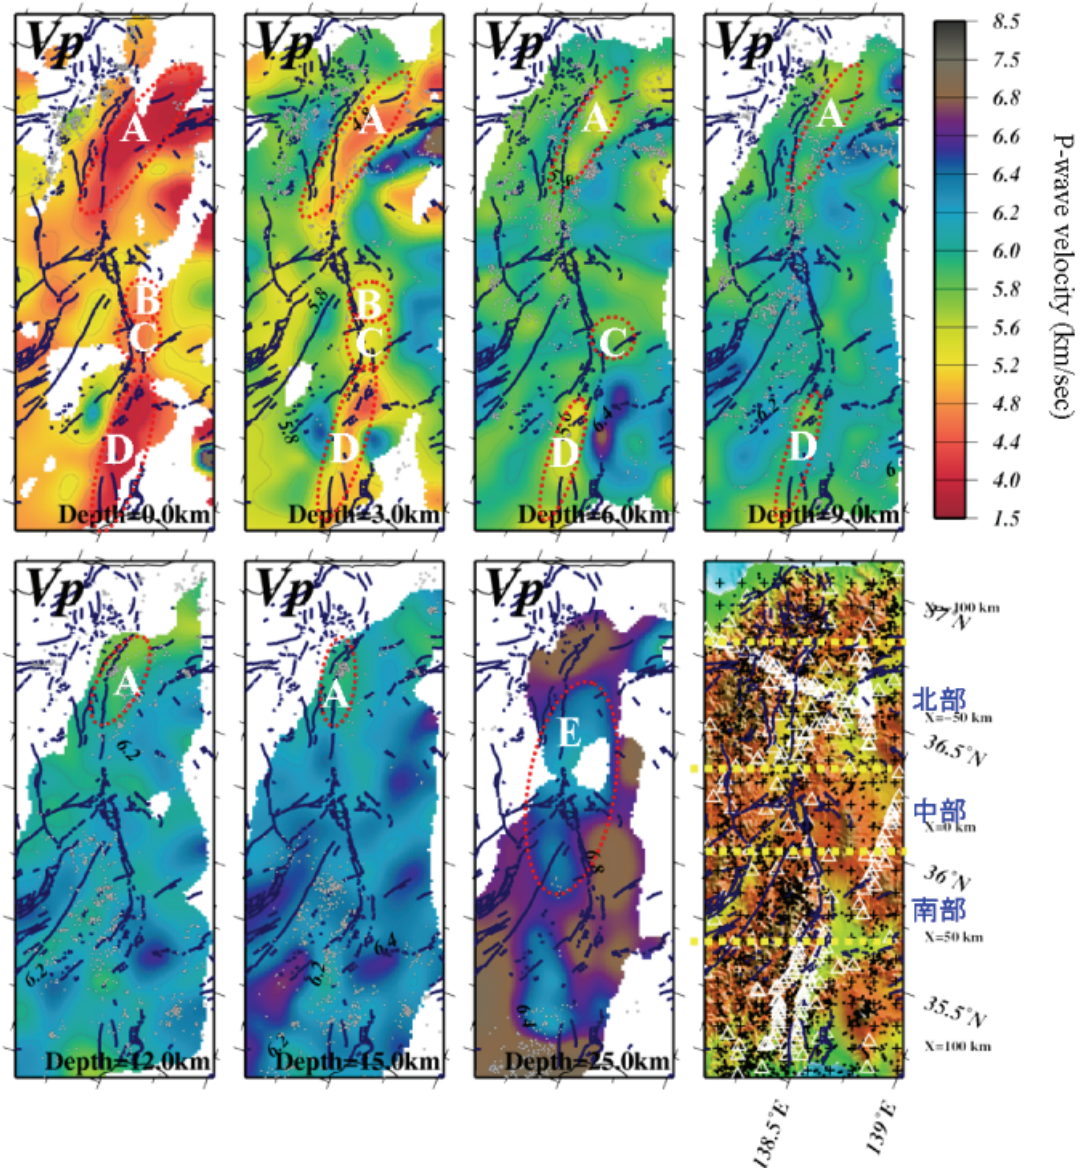 Vp
A
B
C
D
Depth=0.0km
Vp
A
B
C
D
5.8
5.8
Depth=3.0km
Vp
A
C
D
5.6
6.4
Depth=6.0km
Vp
A
D
6.2
6
Depth=9.0km
8.5
7.5
6.8
6.6
6.4
6.2
6.0
5.8
5.6
5.2
4.8
4.4
4.0
1.5
P-wave velocity (km/sec)
Vp
A
6.2
6.2
Depth=12.0km
Vp
A
6.4
6.2
6.2
Depth=15.0km
Vp
E
6.8
6.4
Depth=25.0km
X=-100 km
37°N
北部
X=-50 km
36.5°N
中部
X=0 km
36°N
南部
X=50 km
35.5°N
X=100 km
138.5°E
139°E